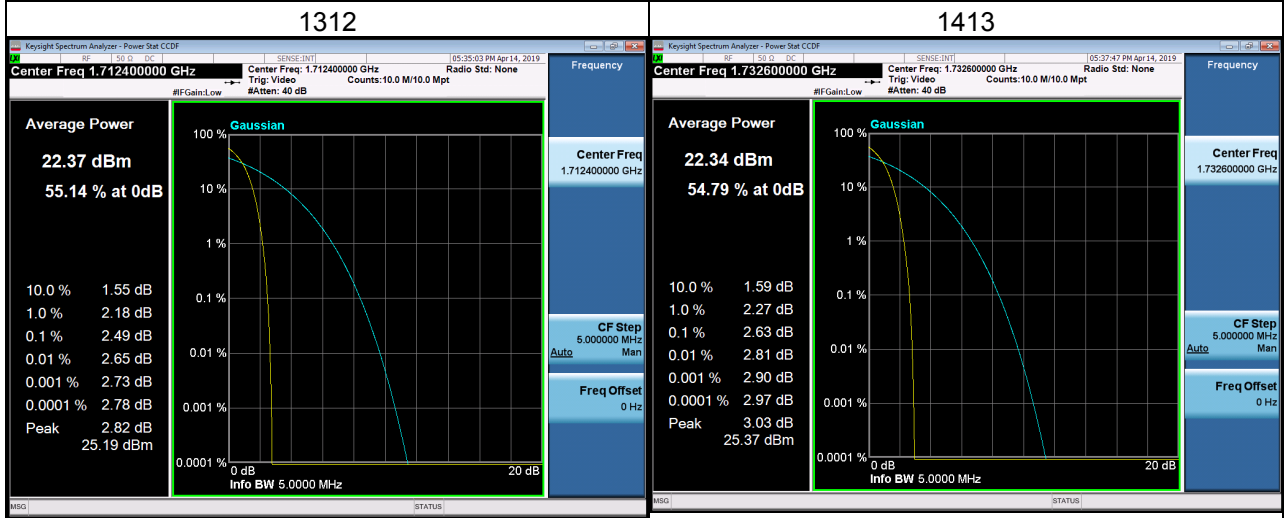 1312
Keysight Spectrum Analyzer - Power Stat CCDF
LXI RF 50 Ω DC SENSE:INT 05:35:03 PM Apr 14, 2019
Center Freq 1.712400000 GHz
Center Freq: 1.712400000 GHz Radio Std: None
Trig: Video Counts:10.0 M/10.0 Mpt
#IFGain:Low #Atten: 40 dB
Frequency
Average Power
22.37 dBm
55.14 % at 0dB
10.0 % 1.55 dB
1.0 % 2.18 dB
0.1 % 2.49 dB
0.01 % 2.65 dB
0.001 % 2.73 dB
0.0001 % 2.78 dB
Peak 2.82 dB
25.19 dBm
Gaussian
100 %
10 %
1 %
0.1 %
0.01 %
0.001 %
0.0001 %
0 dB 20 dB
Info BW 5.0000 MHz
Center Freq
1.712400000 GHz
CF Step
5.000000 MHz
Auto Man
Freq Offset
0 Hz
MSG STATUS
1413
Keysight Spectrum Analyzer - Power Stat CCDF
LXI RF 50 Ω DC SENSE:INT 05:37:47 PM Apr 14, 2019
Center Freq 1.732600000 GHz
Center Freq: 1.732600000 GHz Radio Std: None
Trig: Video Counts:10.0 M/10.0 Mpt
#IFGain:Low #Atten: 40 dB
Frequency
Average Power
22.34 dBm
54.79 % at 0dB
10.0 % 1.59 dB
1.0 % 2.27 dB
0.1 % 2.63 dB
0.01 % 2.81 dB
0.001 % 2.90 dB
0.0001 % 2.97 dB
Peak 3.03 dB
25.37 dBm
Gaussian
100 %
10 %
1 %
0.1 %
0.01 %
0.001 %
0.0001 %
0 dB 20 dB
Info BW 5.0000 MHz
Center Freq
1.732600000 GHz
CF Step
5.000000 MHz
Auto Man
Freq Offset
0 Hz
MSG STATUS